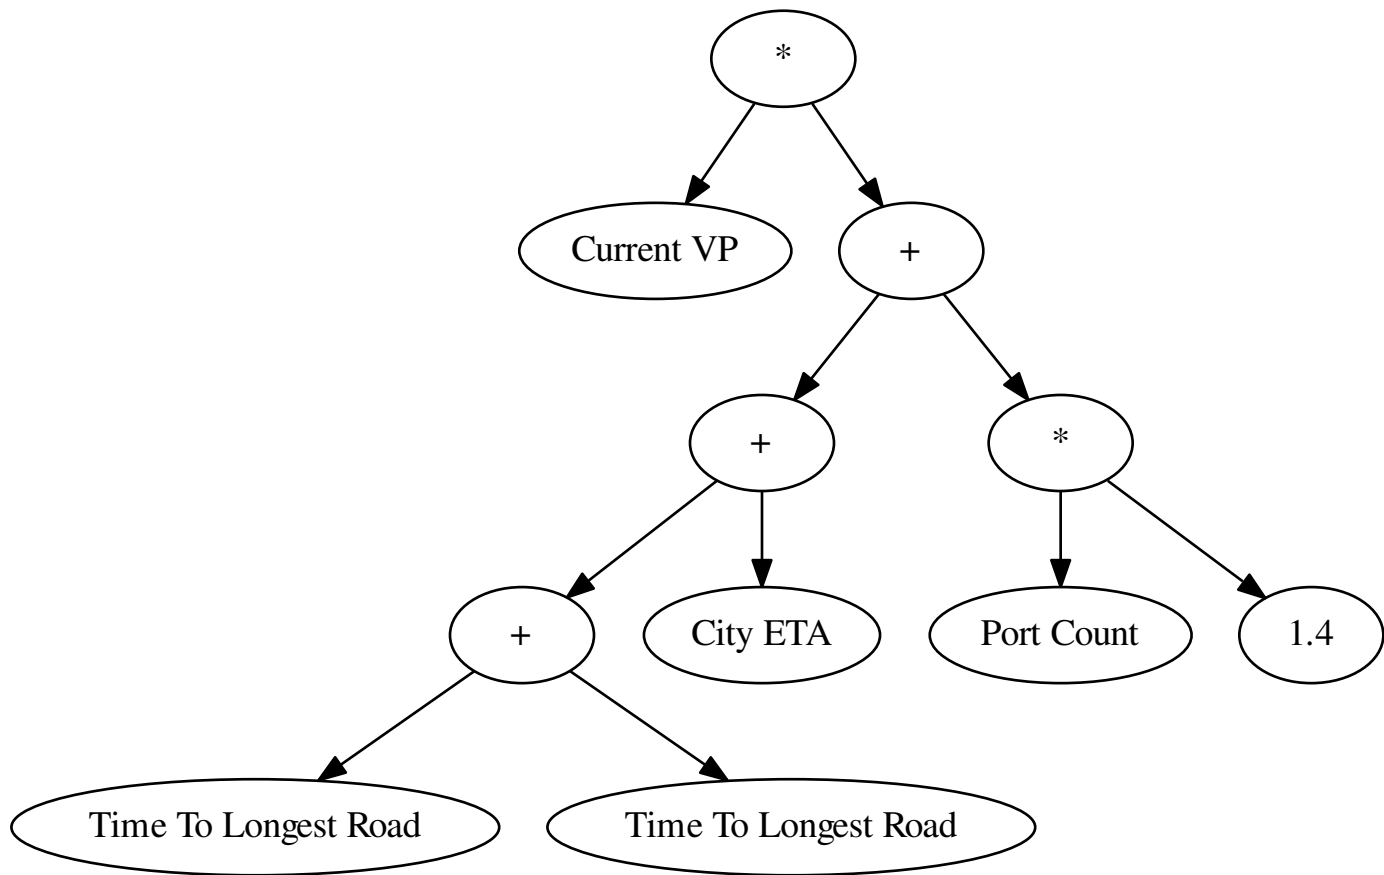 *
Current VP
+
+
*
+
City ETA
Port Count
1.4
Time To Longest Road
Time To Longest Road